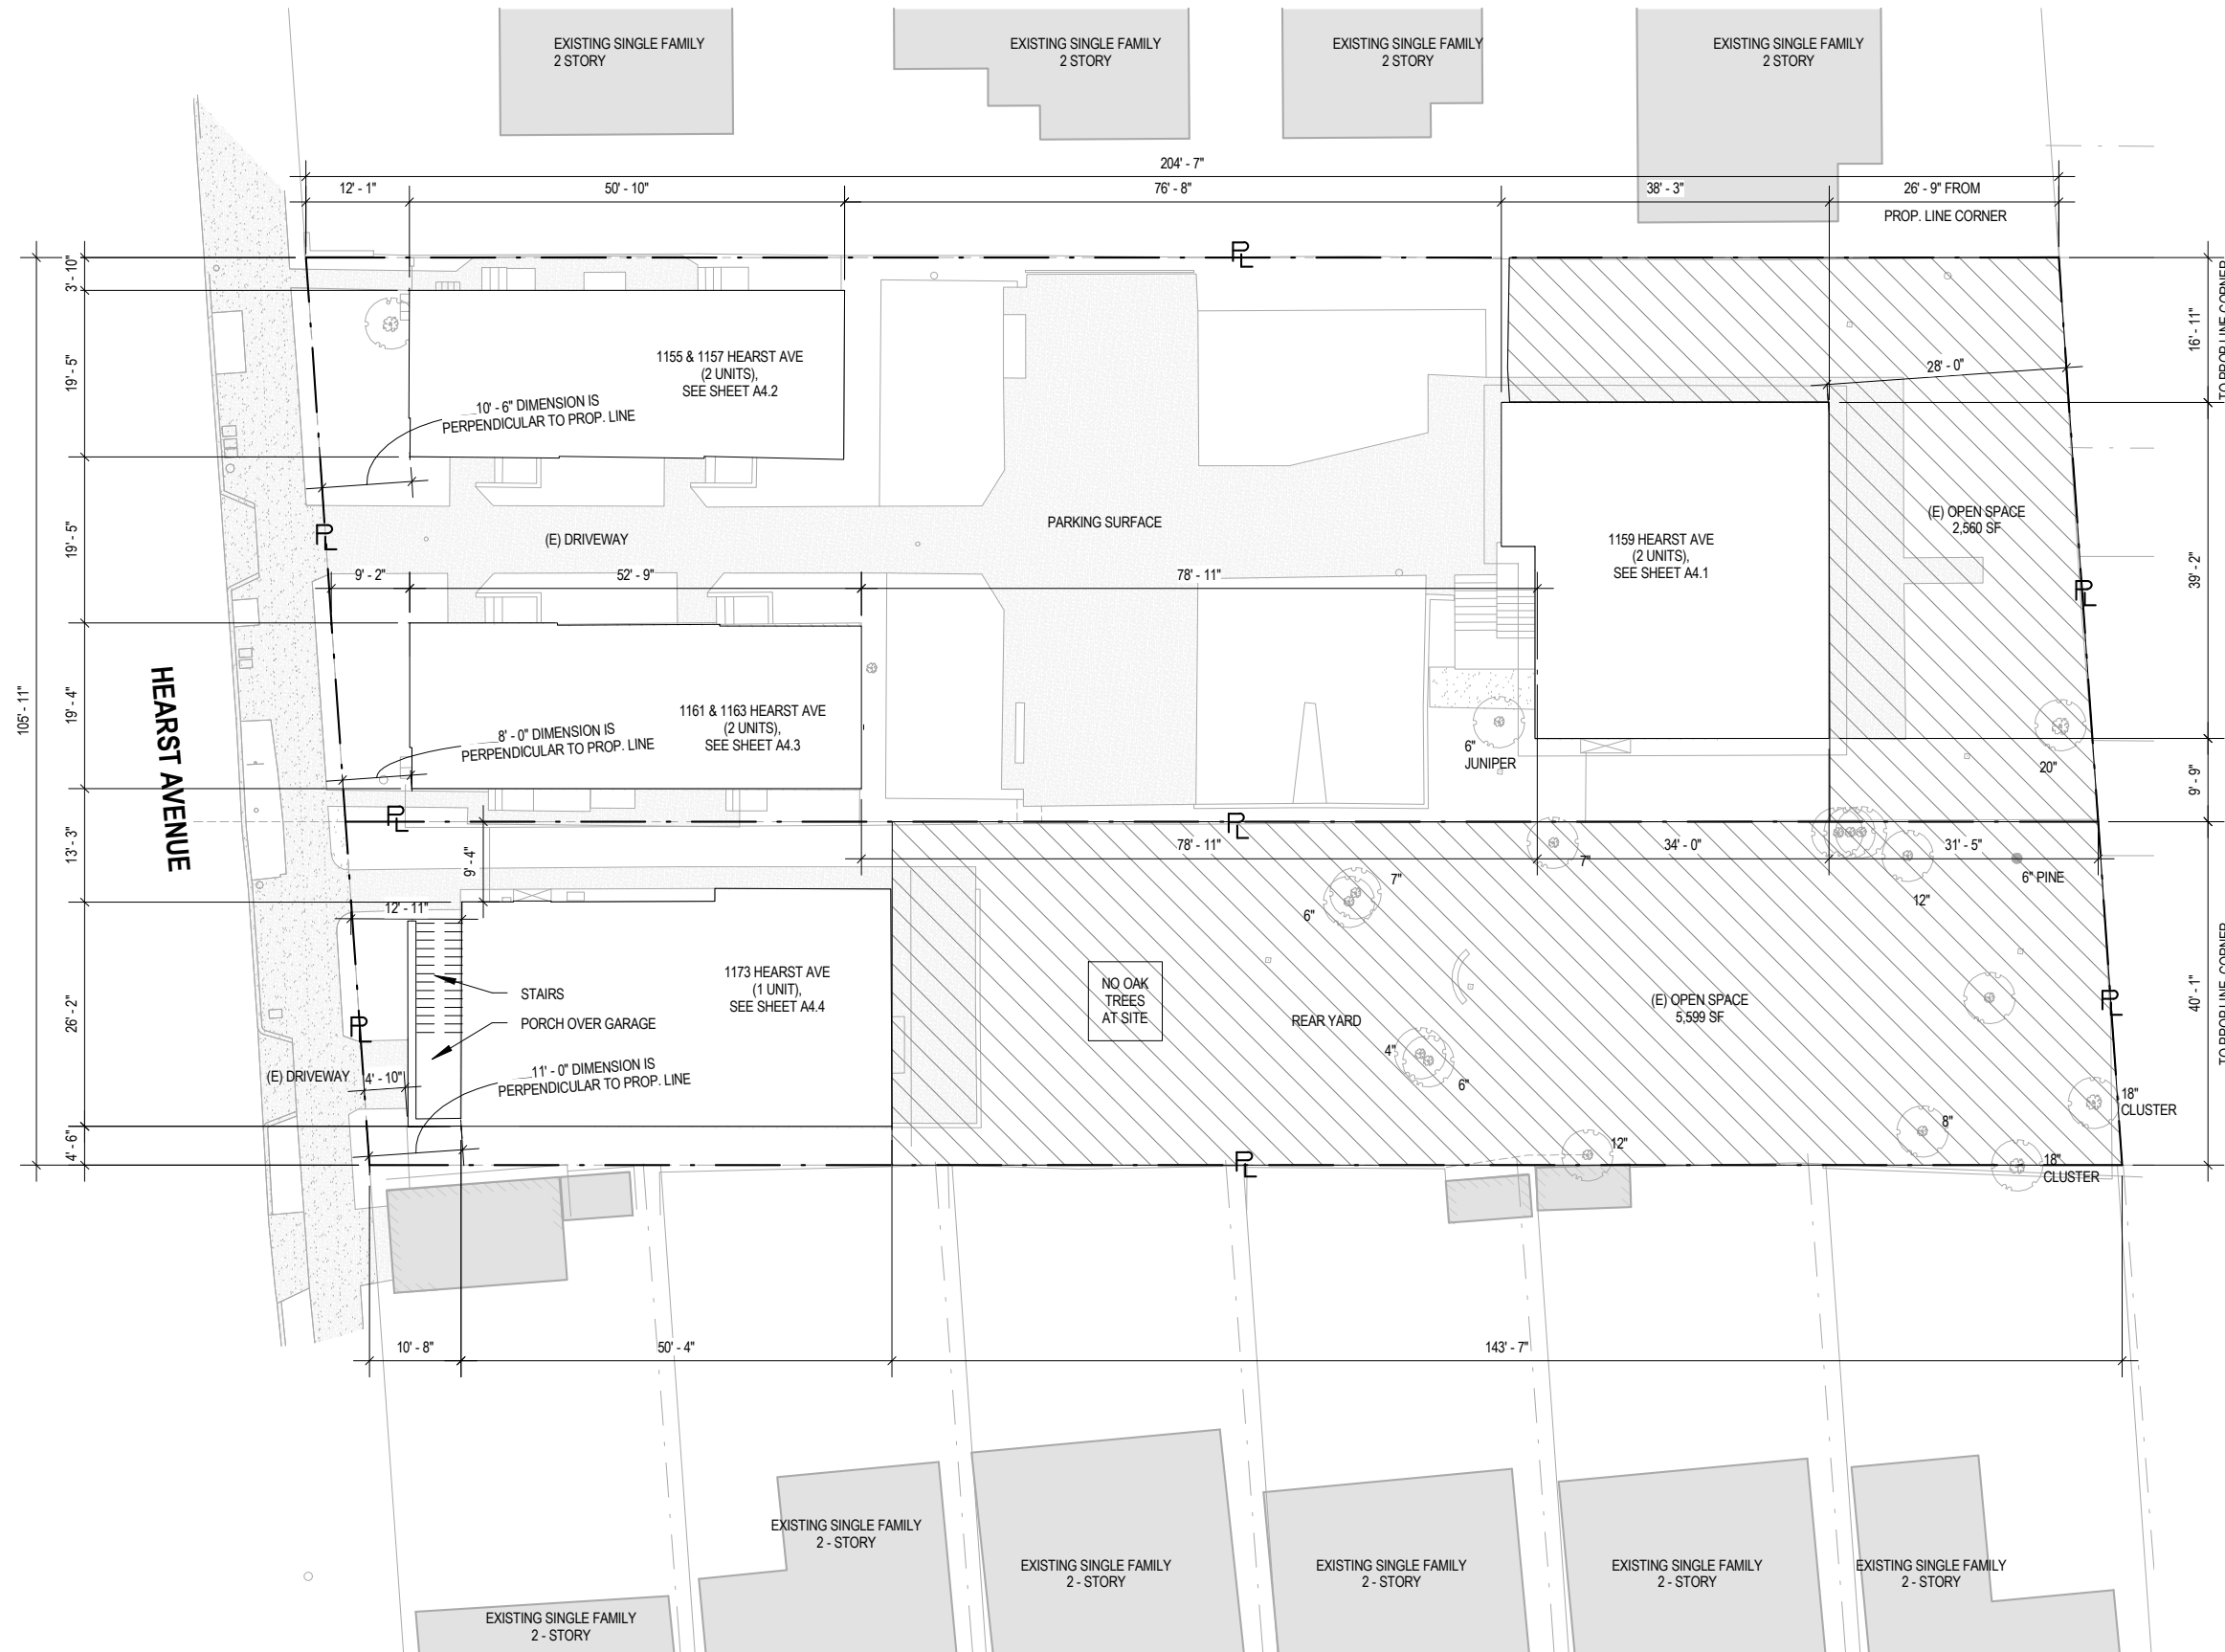 EXISTING SINGLE FAMILY
2 STORY
EXISTING SINGLE FAMILY
2 STORY
EXISTING SINGLE FAMILY
2 STORY
EXISTING SINGLE FAMILY
2 STORY
204' - 7"
12' - 1"
50' - 10"
76' - 8"
38' - 3"
26' - 9" FROM
PROP. LINE CORNER
PL
3' - 10"
19' - 5"
19' - 5"
19' - 4"
13' - 3"
26' - 2"
4' - 6"
105' - 11"
16' - 11"
TO PROP LINE CORNER
39' - 2"
9' - 9"
40' - 1"
TO PROP LINE CORNER
1155 & 1157 HEARST AVE
(2 UNITS),
SEE SHEET A4.2
10' - 6" DIMENSION IS
PERPENDICULAR TO PROP. LINE
28' - 0"
PL
(E) DRIVEWAY
PARKING SURFACE
1159 HEARST AVE
(2 UNITS),
SEE SHEET A4.1
(E) OPEN SPACE
2,560 SF
PL
9' - 2"
52' - 9"
78' - 11"
HEARST AVENUE
1161 & 1163 HEARST AVE
(2 UNITS),
SEE SHEET A4.3
8' - 0" DIMENSION IS
PERPENDICULAR TO PROP. LINE
6"
JUNIPER
20"
PL
PL
9' - 4"
78' - 11"
7"
34' - 0"
31' - 5"
6" PINE
12"
7"
6"
12' - 11"
STAIRS
PORCH OVER GARAGE
1173 HEARST AVE
(1 UNIT),
SEE SHEET A4.4
NO OAK
TREES
AT SITE
REAR YARD
(E) OPEN SPACE
5,599 SF
PL
PL
4"
6"
(E) DRIVEWAY
4' - 10"
11' - 0" DIMENSION IS
PERPENDICULAR TO PROP. LINE
18"
CLUSTER
8"
12"
18"
CLUSTER
PL
10' - 8"
50' - 4"
143' - 7"
EXISTING SINGLE FAMILY
2 - STORY
EXISTING SINGLE FAMILY
2 - STORY
EXISTING SINGLE FAMILY
2 - STORY
EXISTING SINGLE FAMILY
2 - STORY
EXISTING SINGLE FAMILY
2 - STORY
EXISTING SINGLE FAMILY
2 - STORY